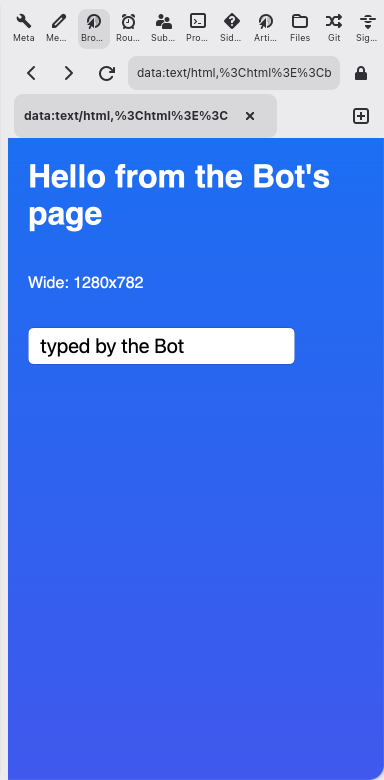 Meta Me... Bro... Rou... Sub... Pro... Sid... Arti... Files Git Sig...
data:text/html,%3Chtml%3E%3Cb
data:text/html,%3Chtml%3E%3C
Hello from the Bot's
page
Wide: 1280x782
typed by the Bot